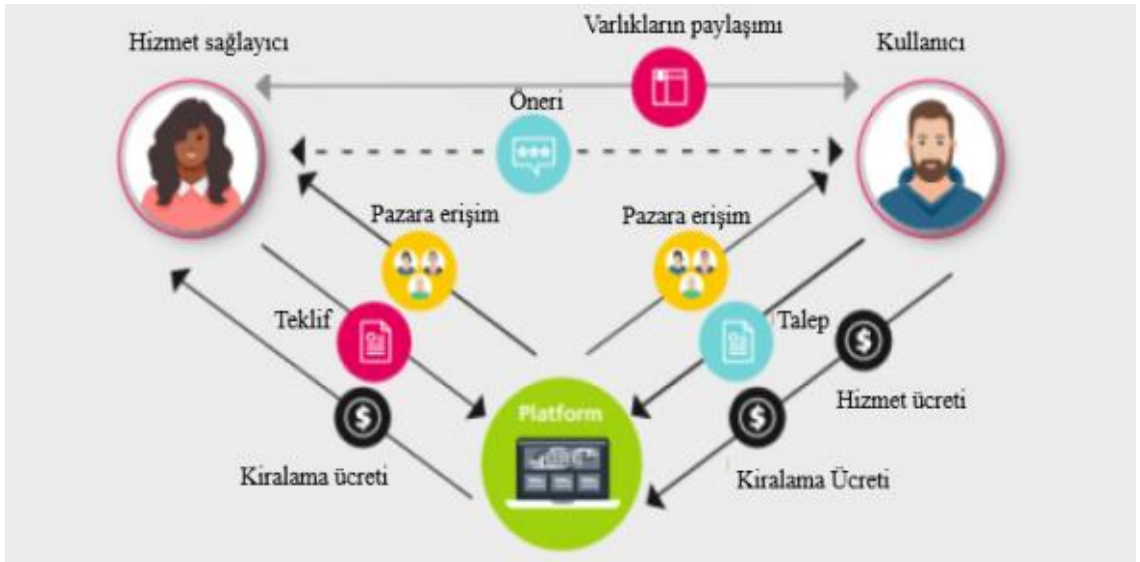 Varlıkların paylaşımı
Hizmet sağlayıcı
Kullanıcı
Öneri
Pazara erişim
Pazara erişim
Teklif
Talep
Hizmet ücreti
Platform
Kiralama ücreti
Kiralama Ücreti